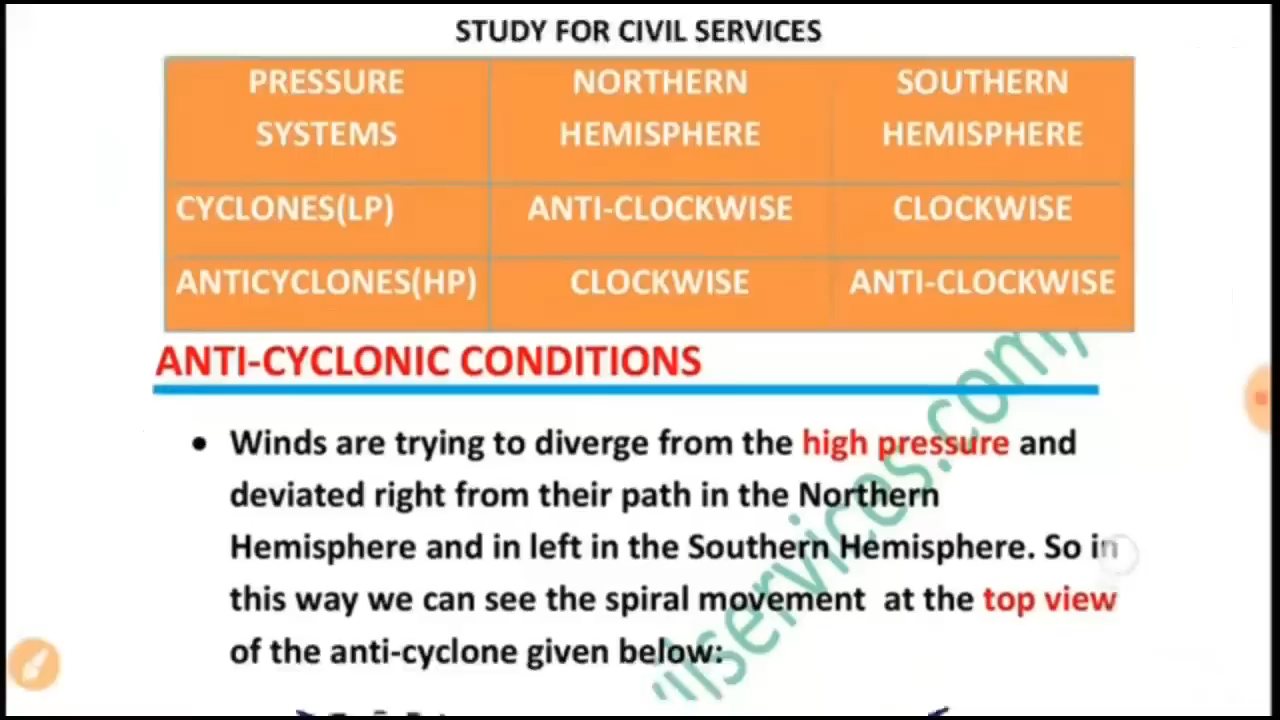 STUDY FOR CIVIL SERVICES
PRESSURE SYSTEMS NORTHERN HEMISPHERE SOUTHERN HEMISPHERE
CYCLONES(LP) ANTI-CLOCKWISE CLOCKWISE
ANTICYCLONES(HP) CLOCKWISE ANTI-CLOCKWISE
ANTI-CYCLONIC CONDITIONS
• Winds are trying to diverge from the high pressure and
deviated right from their path in the Northern
Hemisphere and in left in the Southern Hemisphere. So in
this way we can see the spiral movement at the top view
of the anti-cyclone given below:
ilservices.com/